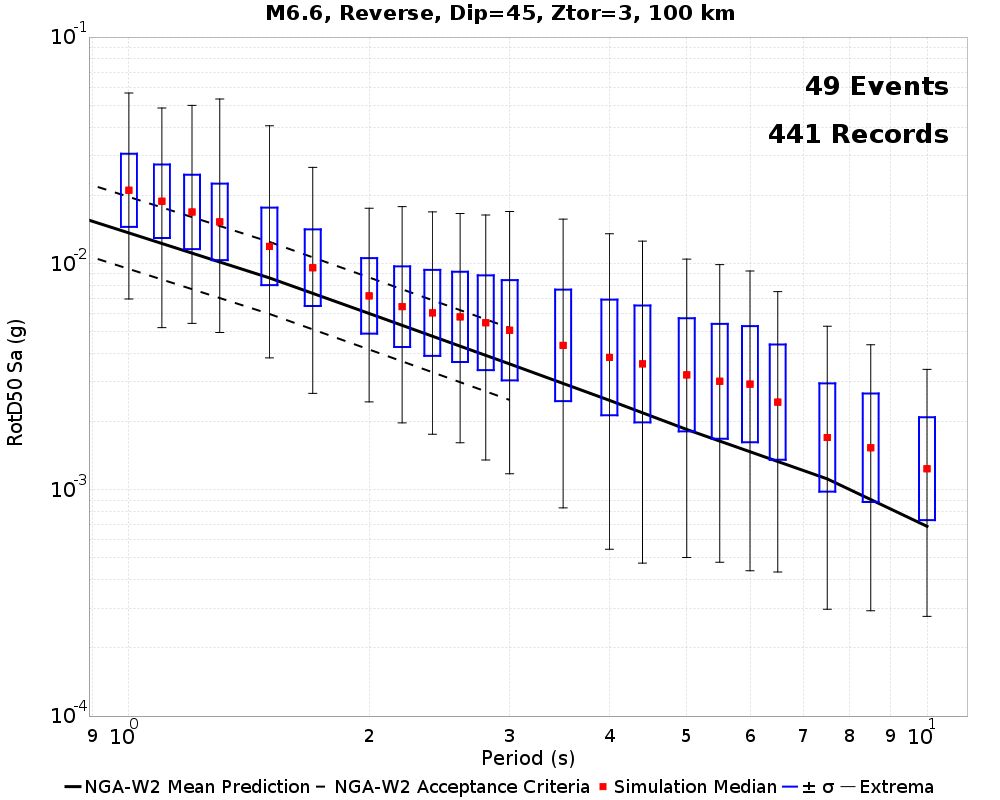 M6.6, Reverse, Dip=45, Ztor=3, 100 km
49 Events
441 Records
RotD50 Sa (g)
10-1
10-2
10-3
10-4
9 100 2 3 4 5 6 7 8 9 101
Period (s)
NGA-W2 Mean Prediction NGA-W2 Acceptance Criteria Simulation Median ± σ Extrema